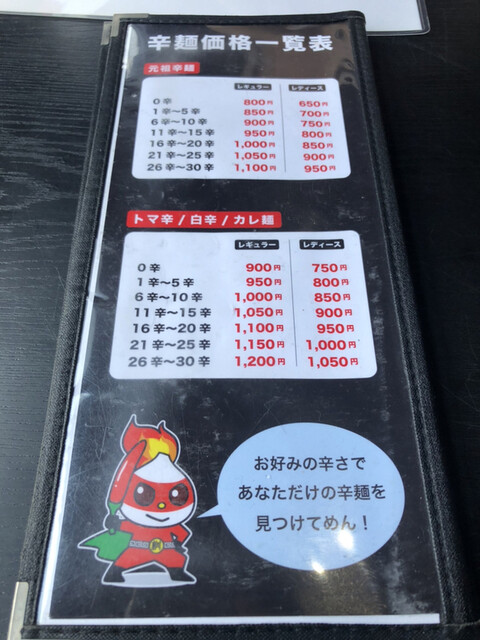 辛麺価格一覧表
元祖辛麺
レギュラー レディース
0辛 800円 650円
1辛〜5辛 850円 700円
6辛〜10辛 900円 750円
11辛〜15辛 950円 800円
16辛〜20辛 1,000円 850円
21辛〜25辛 1,050円 900円
26辛〜30辛 1,100円 950円
トマ辛/白辛/カレ麺
レギュラー レディース
0辛 900円 750円
1辛〜5辛 950円 800円
6辛〜10辛 1,000円 850円
11辛〜15辛 1,050円 900円
16辛〜20辛 1,100円 950円
21辛〜25辛 1,150円 1,000円
26辛〜30辛 1,200円 1,050円
お好みの辛さで
あなただけの辛麺を
見つけてめん！